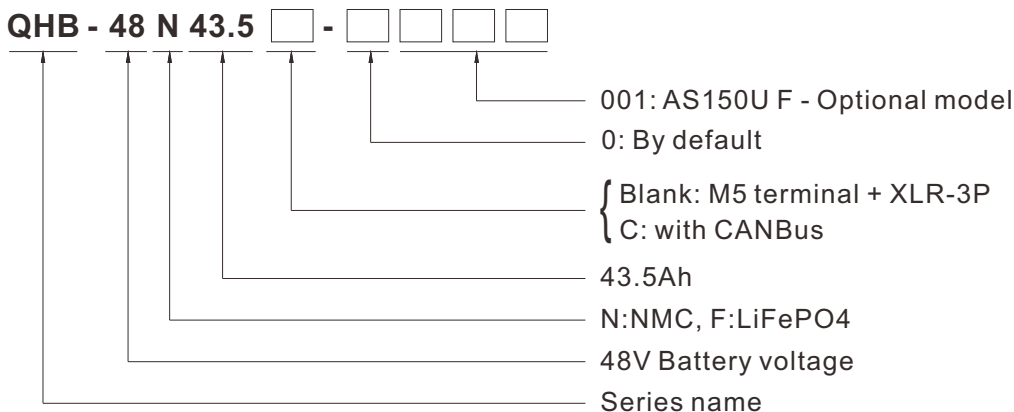 QHB - 48 N 43.5 -
001: AS150U F - Optional model
0: By default
Blank: M5 terminal + XLR-3P
C: with CANBus
43.5Ah
N:NMC, F:LiFePO4
48V Battery voltage
Series name